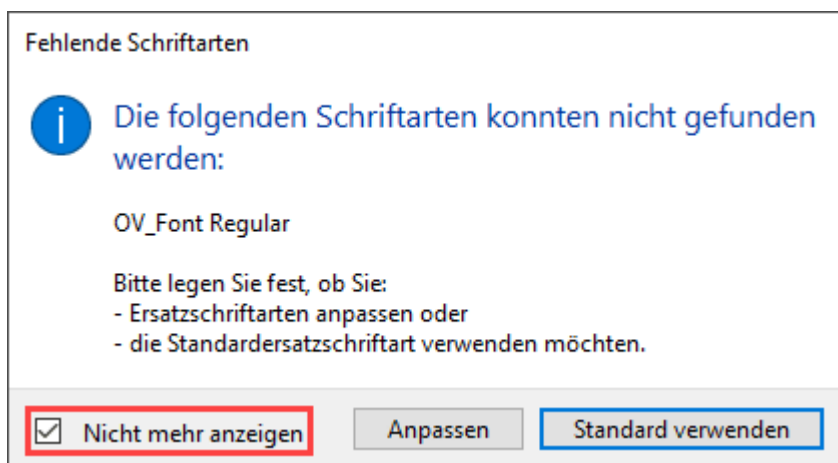 Fehlende Schriftarten
Die folgenden Schriftarten konnten nicht gefunden
werden:
OV_Font Regular
Bitte legen Sie fest, ob Sie:
- Ersatzschriftarten anpassen oder
- die Standardersatzschriftart verwenden möchten.
Nicht mehr anzeigen Anpassen Standard verwenden